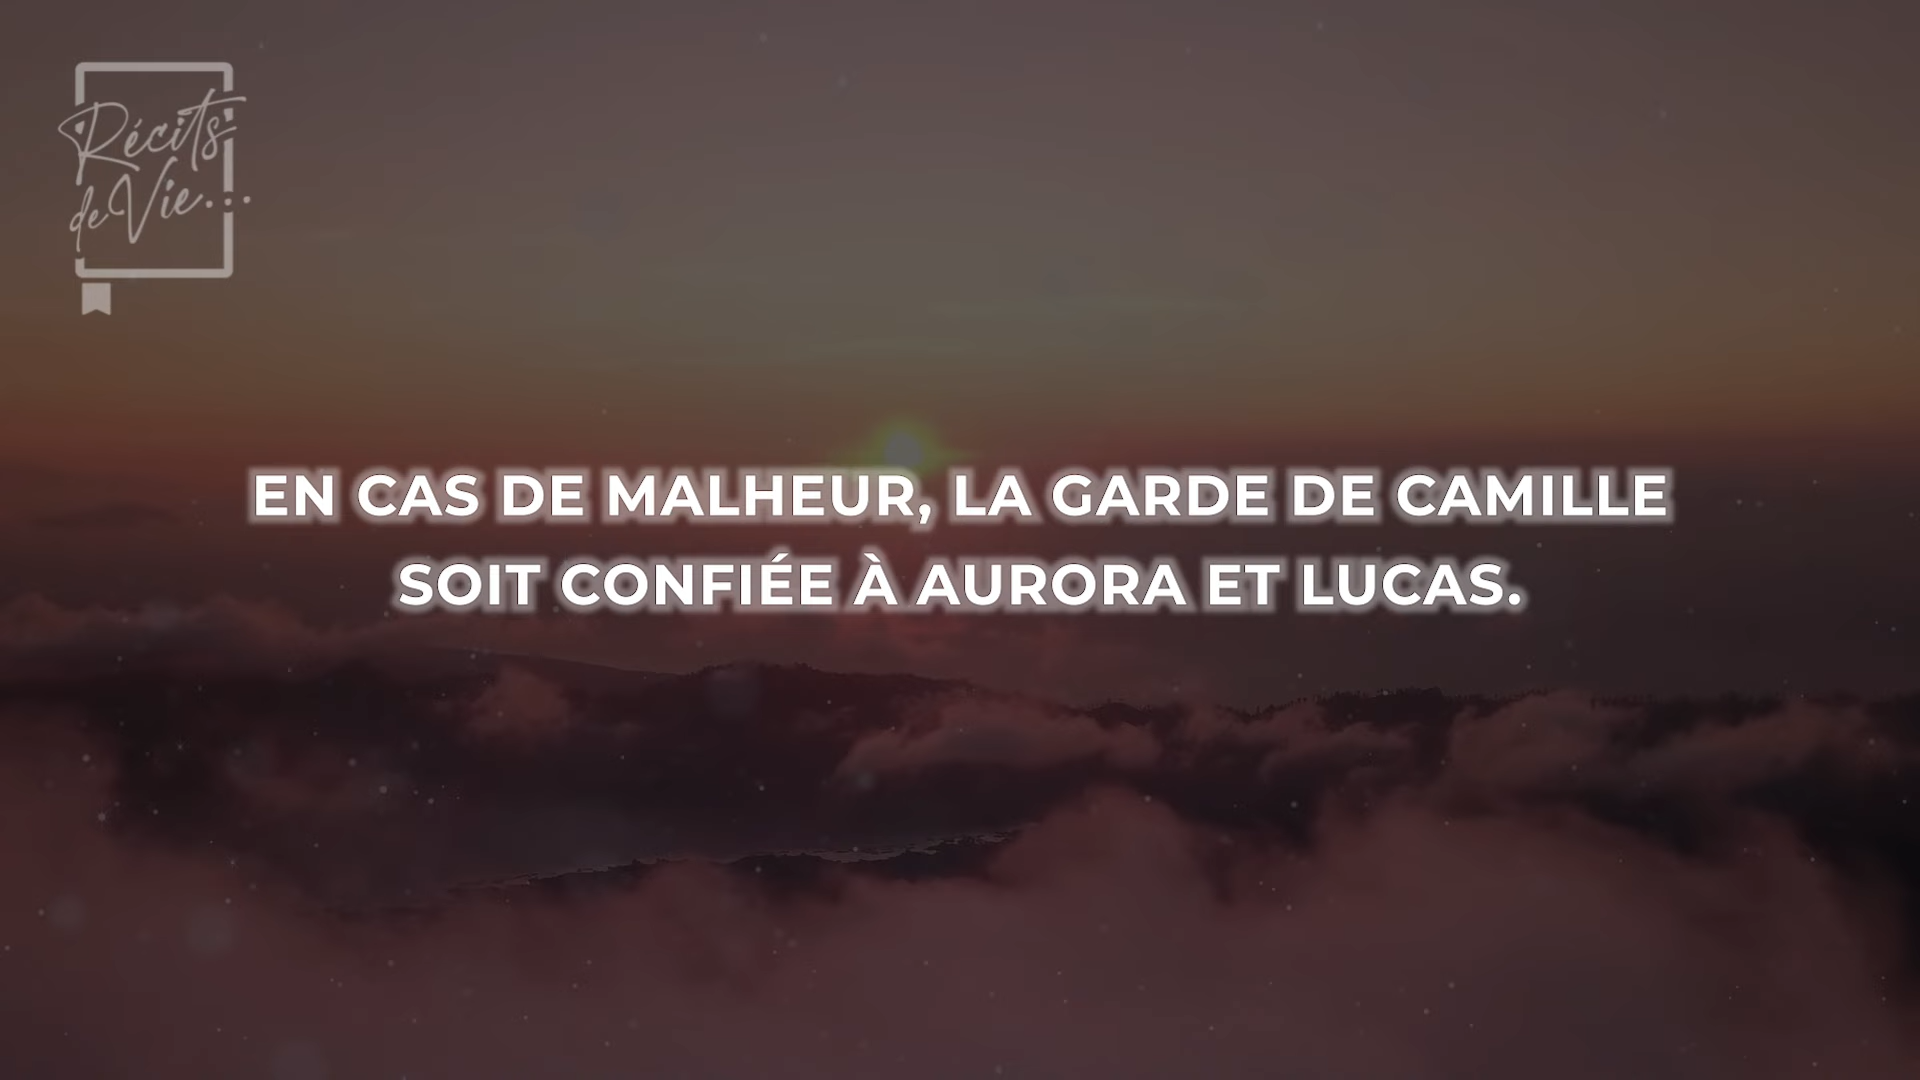 Récits
de Vie...
EN CAS DE MALHEUR, LA GARDE DE CAMILLE
SOIT CONFIÉE À AURORA ET LUCAS.